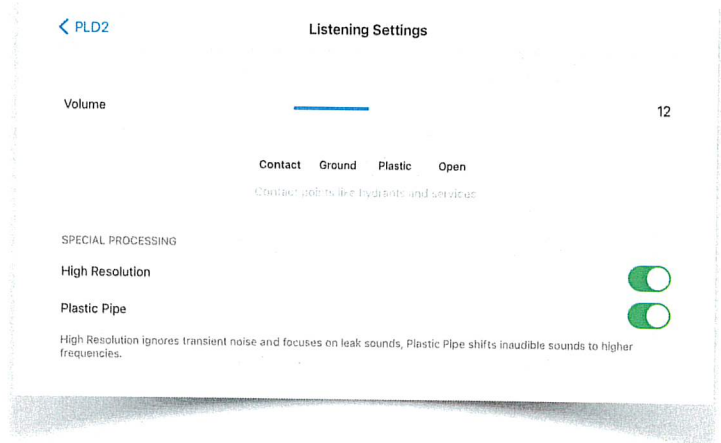 PLD2
Listening Settings
Volume
12
Contact Ground Plastic Open
Contact points like hydrants and services
SPECIAL PROCESSING
High Resolution
Plastic Pipe
High Resolution ignores transient noise and focuses on leak sounds, Plastic Pipe shifts inaudible sounds to higher
frequencies.